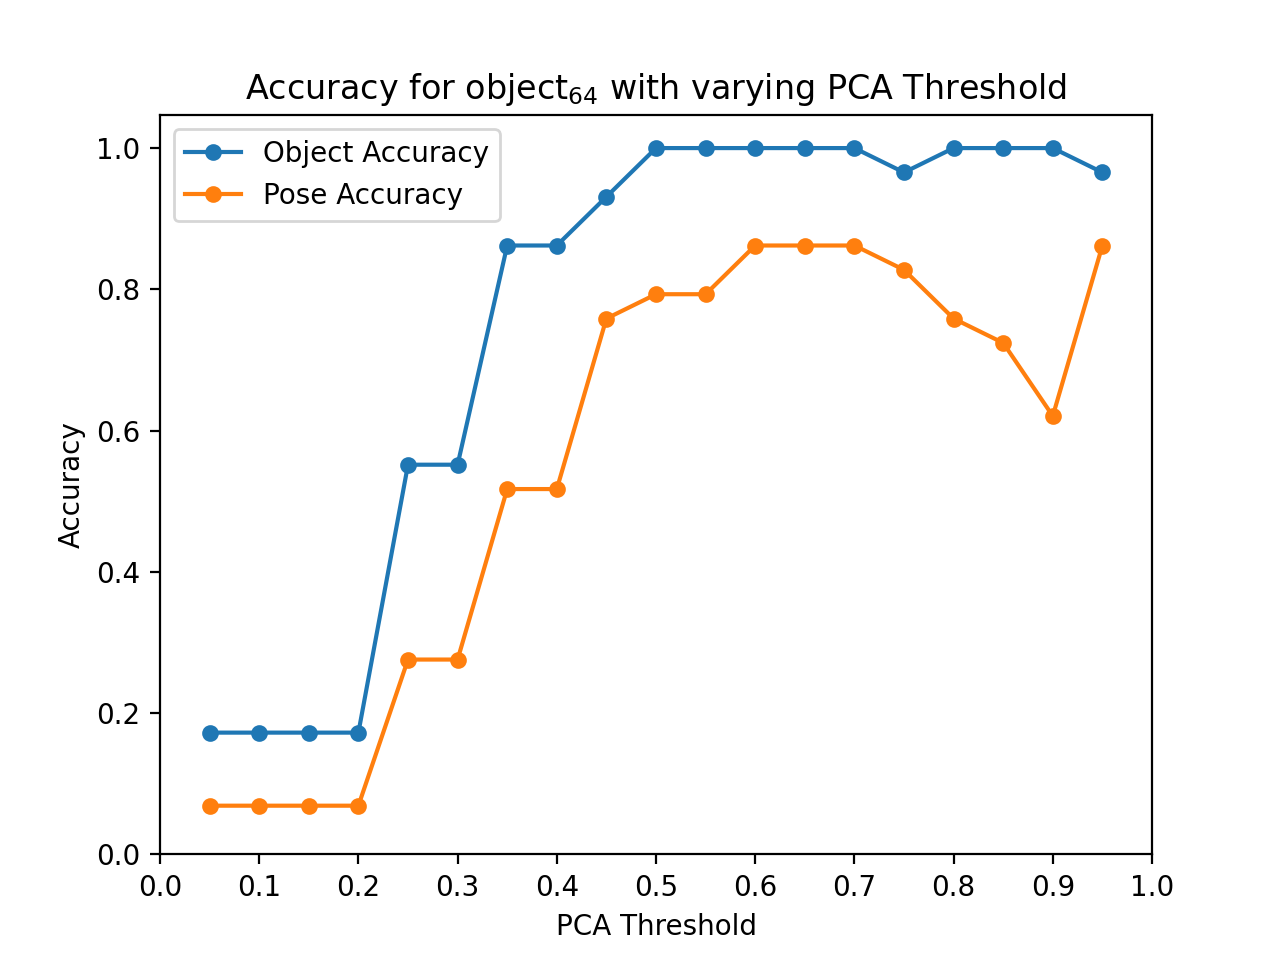 Accuracy for object₆₄ with varying PCA Threshold
Object Accuracy
Pose Accuracy
1.0
0.8
0.6
0.4
0.2
0.0
Accuracy
0.0 0.1 0.2 0.3 0.4 0.5 0.6 0.7 0.8 0.9 1.0
PCA Threshold